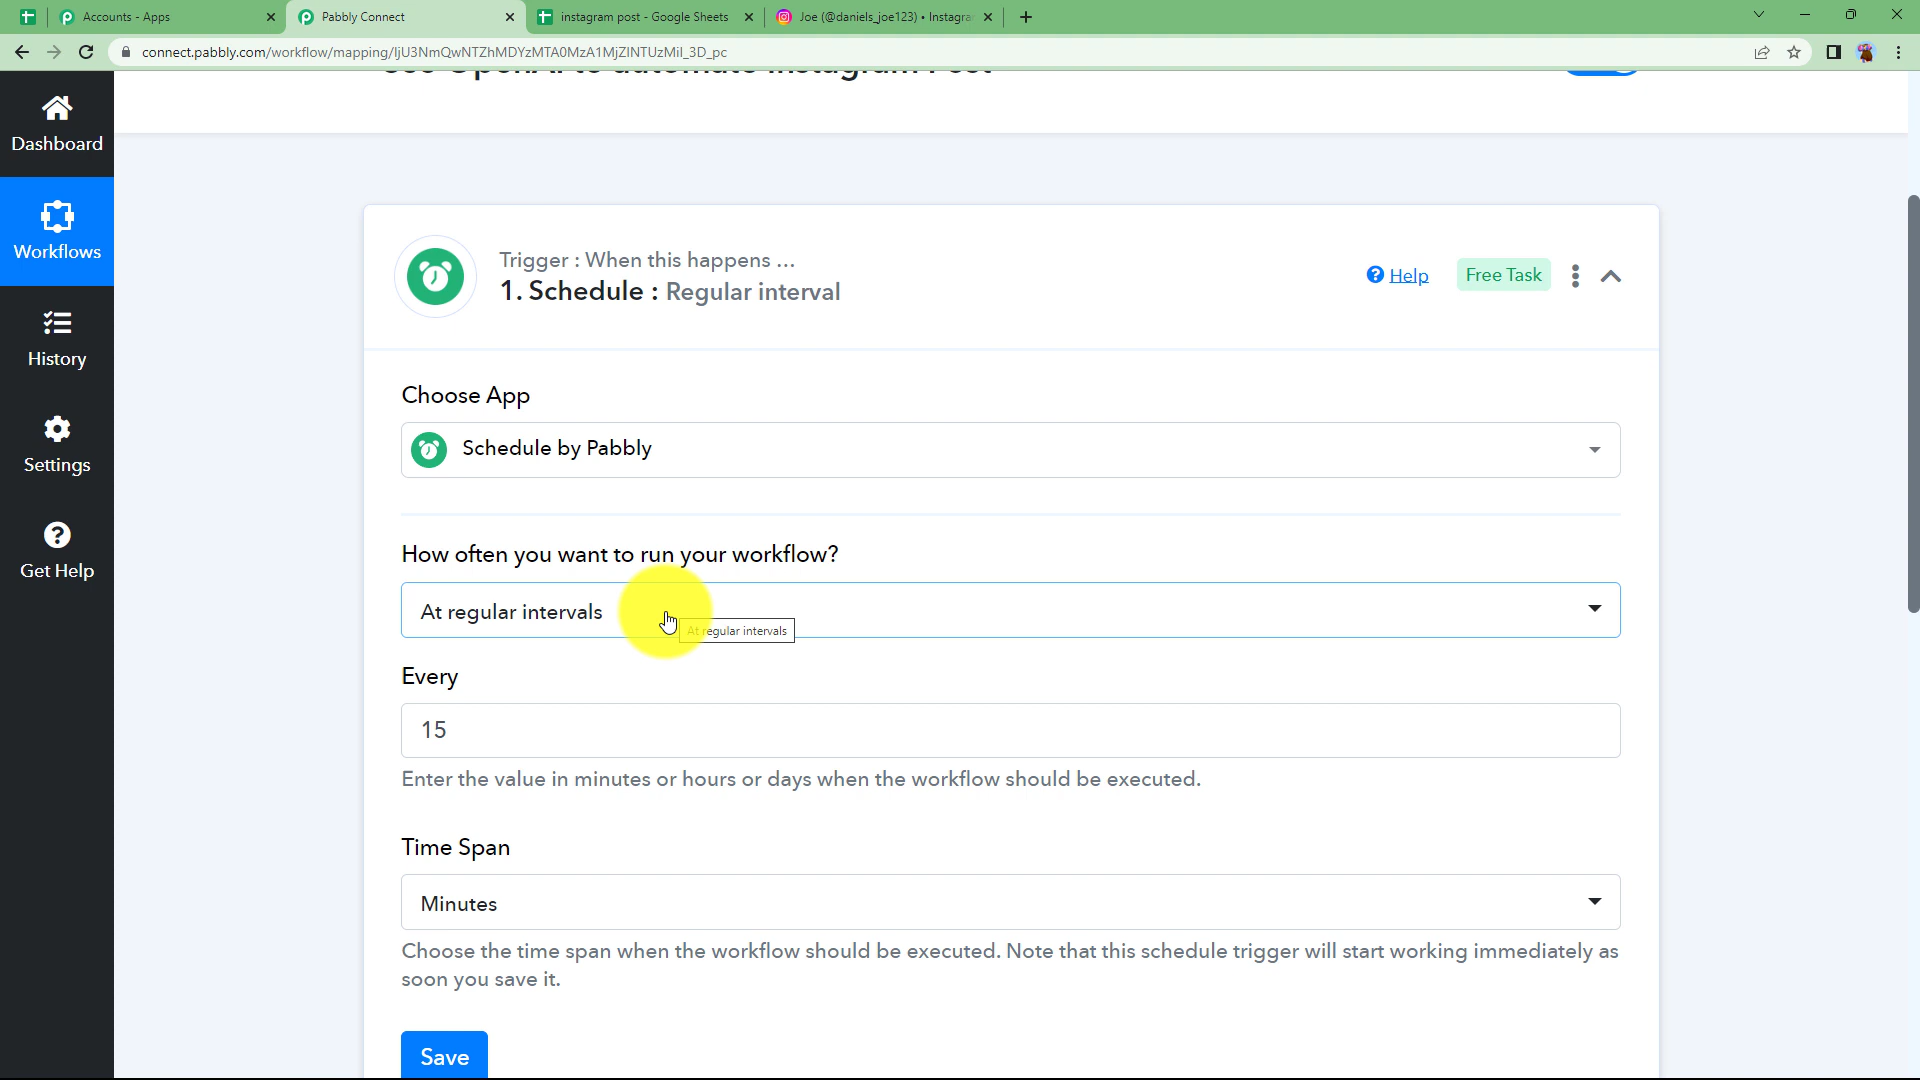 Accounts - Apps
Pabbly Connect
instagram post - Google Sheets
Joe (@daniels_joe123) • Instagra
connect.pabbly.com/workflow/mapping/IjU3NmQwNTZhMDYzMTA0MzA1MjZlNTUzMiI_3D_pc
Use OpenAI to automate Instagram Post
Dashboard
Workflows
History
Settings
Get Help
Trigger : When this happens ...
1. Schedule : Regular interval
Help
Free Task
Choose App
Schedule by Pabbly
How often you want to run your workflow?
At regular intervals
At regular intervals
Every
15
Enter the value in minutes or hours or days when the workflow should be executed.
Time Span
Minutes
Choose the time span when the workflow should be executed. Note that this schedule trigger will start working immediately as
soon you save it.
Save